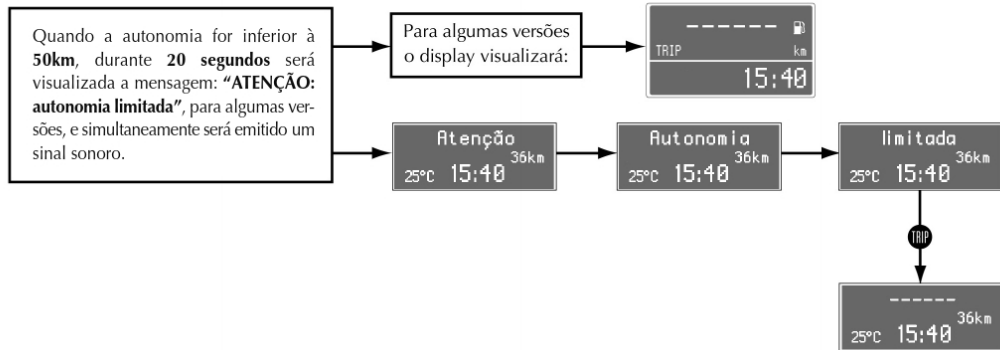 Quando a autonomia for inferior à
50km, durante 20 segundos será
visualizada a mensagem: “ATENÇÃO:
autonomia limitada”, para algumas ver-
sões, e simultaneamente será emitido um
sinal sonoro.
Para algumas versões
o display visualizará:
------
TRIP km
15:40
Atenção
36km
25°C 15:40
Autonomia
36km
25°C 15:40
limitada
36km
25°C 15:40
TRIP
------
36km
25°C 15:40